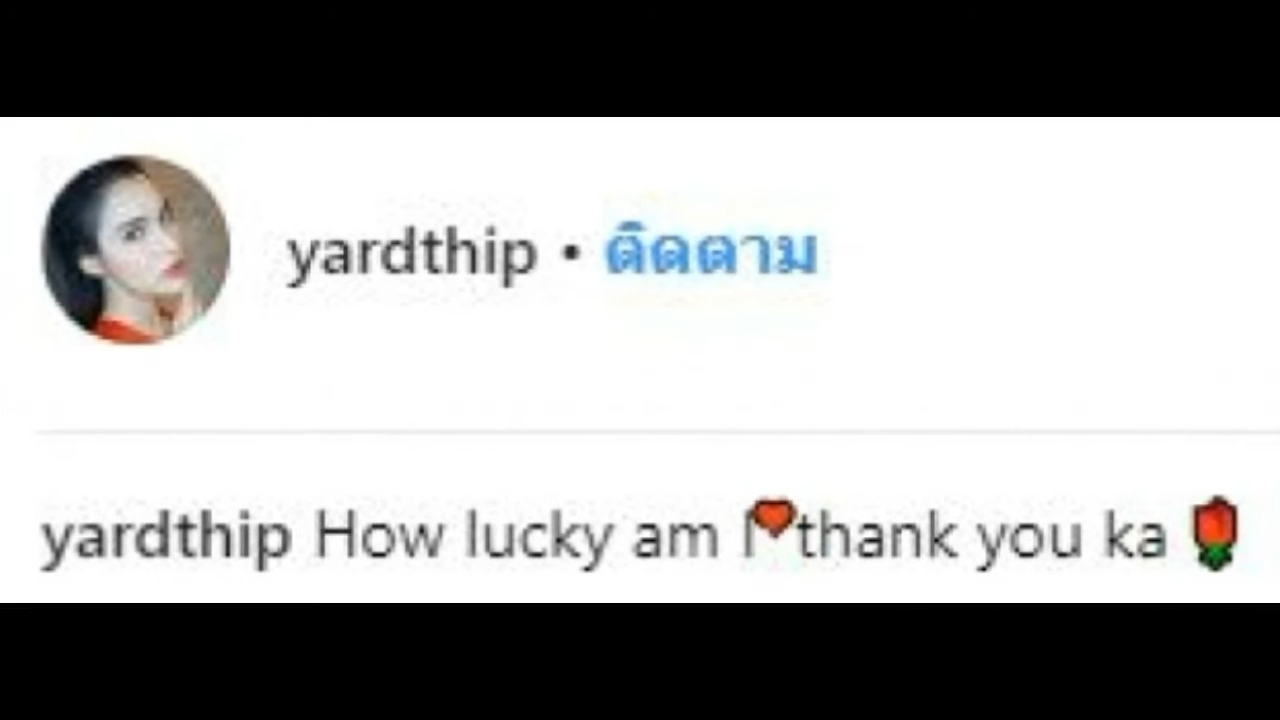 yardthip • ติดตาม
yardthip How lucky am I❤thank you ka 🌹